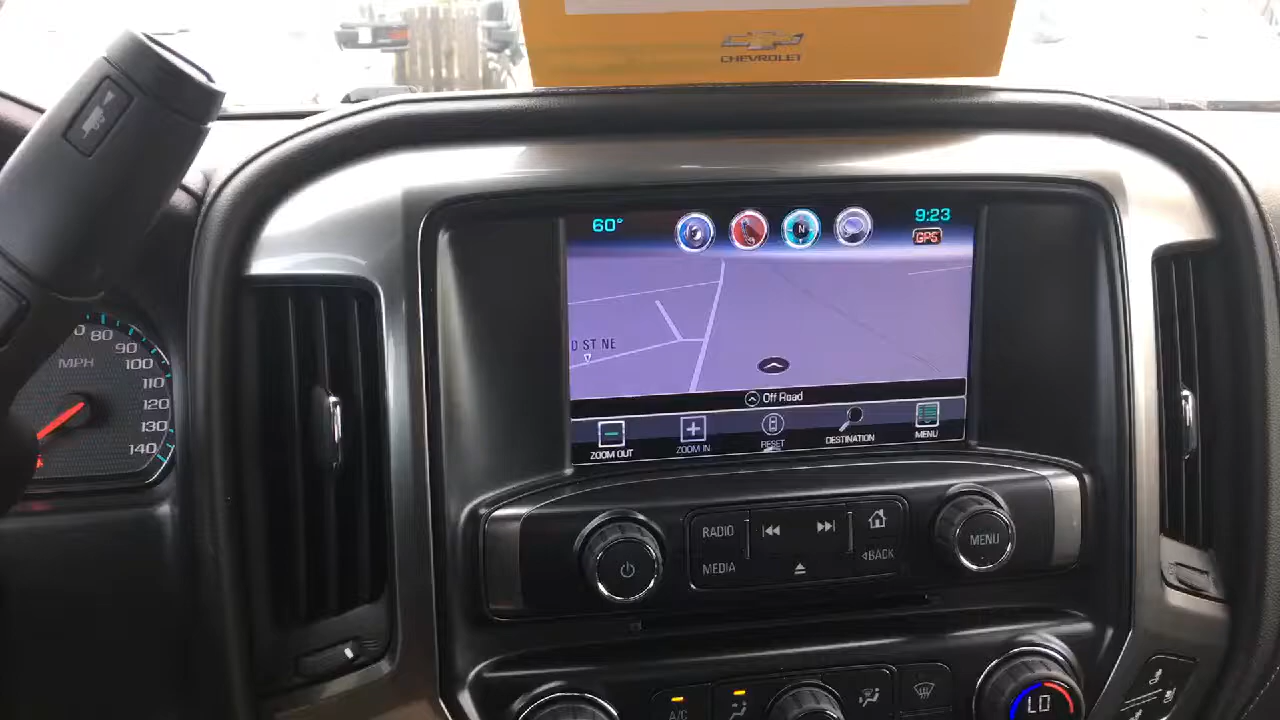 CHEVROLET
60°
N
9:23
GPS
D ST NE
Off Road
ZOOM OUT
ZOOM IN
RESET
DESTINATION
MENU
80
90
MPH
100
110
120
130
140
RADIO
MEDIA
BACK
MENU
A/C
LO